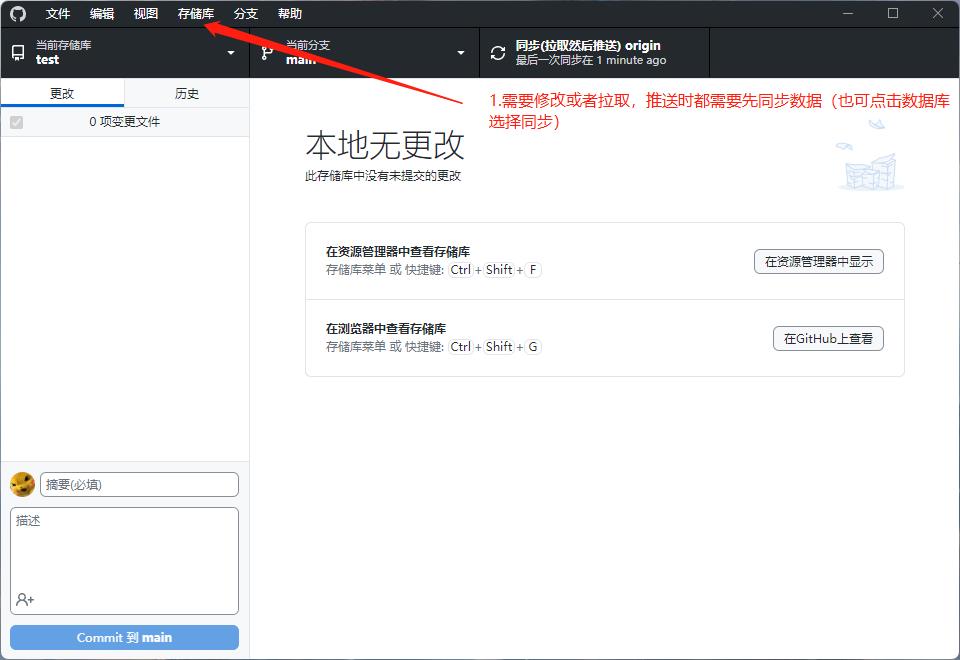 文件 编辑 视图 存储库 分支 帮助
当前存储库
test
当前分支
main
同步(拉取然后推送) origin
最后一次同步在 1 minute ago
更改 历史
0 项变更文件
1.需要修改或者拉取，推送时都需要先同步数据（也可点击数据库
选择同步）
本地无更改
此存储库中没有未提交的更改
在资源管理器中查看存储库
存储库菜单 或 快捷键: Ctrl + Shift + F
在资源管理器中显示
在浏览器中查看存储库
存储库菜单 或 快捷键: Ctrl + Shift + G
在GitHub上查看
摘要(必填)
描述
Commit 到 main